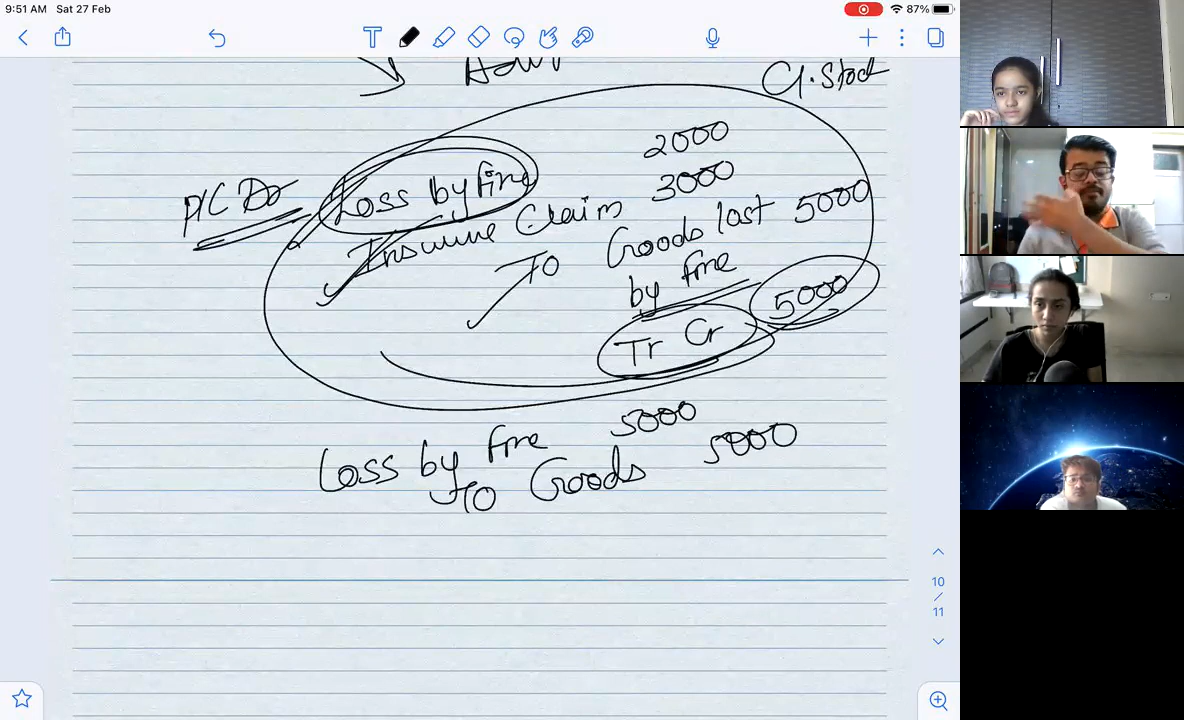 9:51 AM Sat 27 Feb
87%
T
Loss by fire 2000
P/L Dr
Insurance Claim 3000
To Goods lost 5000
by fire
5000
Tr Cr
Loss by fire 5000
To Goods 5000
10
/
11